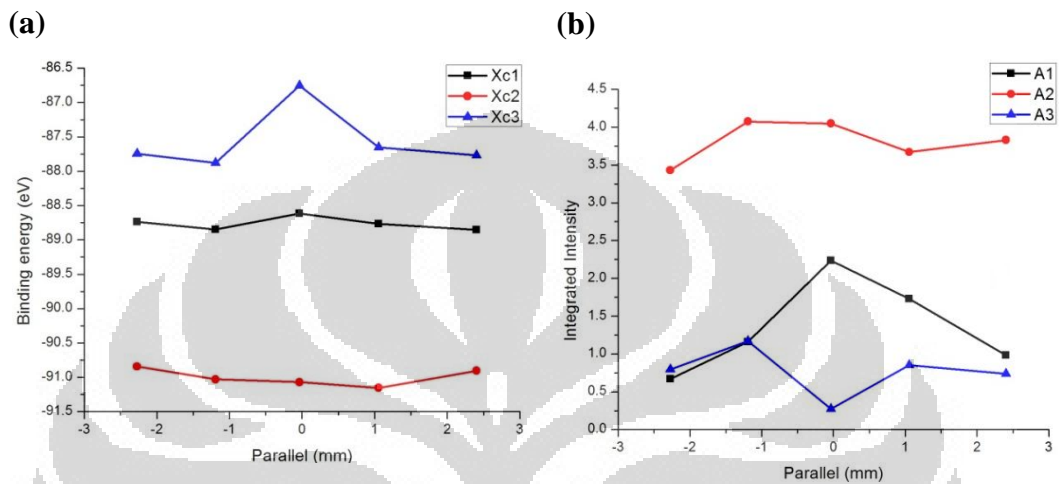 (a)
(b)
Xc1
Xc2
Xc3
-86.5
-87.0
-87.5
-88.0
-88.5
-89.0
-89.5
-90.0
-90.5
-91.0
-91.5
Binding energy (eV)
-3 -2 -1 0 1 2 3
Parallel (mm)
A1
A2
A3
4.5
4.0
3.5
3.0
2.5
2.0
1.5
1.0
0.5
0.0
Integrated Intensity
-3 -2 -1 0 1 2 3
Parallel (mm)